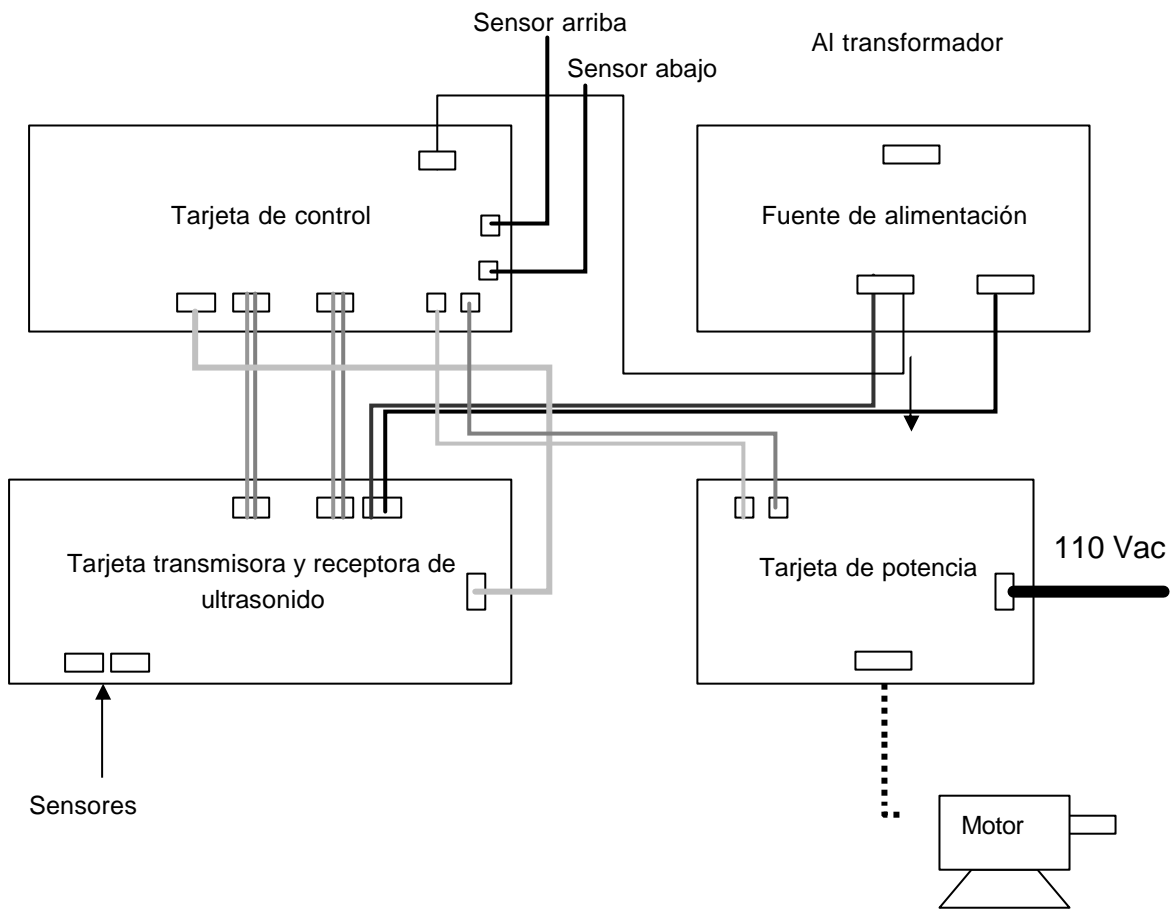 Sensor arriba
Al transformador
Sensor abajo
Tarjeta de control
Fuente de alimentación
Tarjeta transmisora y receptora de
ultrasonido
Tarjeta de potencia
110 Vac
Sensores
Motor